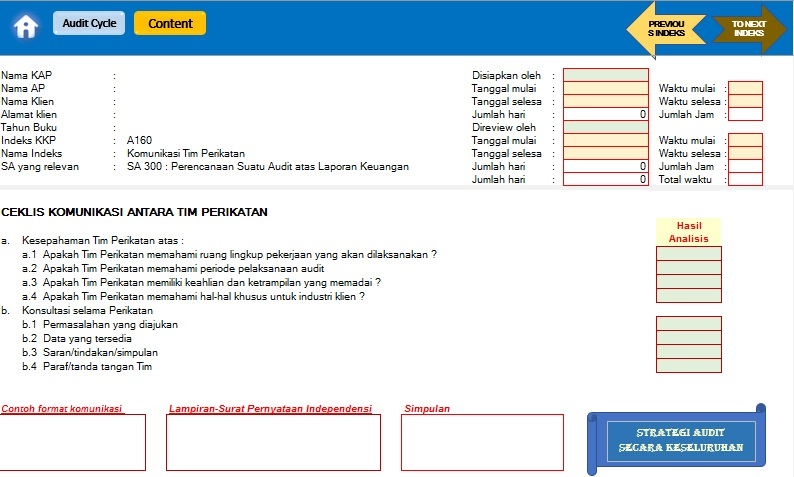 Audit Cycle
Content
PREVIOU
S INDEKS
TO NEXT
INDEKS
Nama KAP : Disiapkan oleh :
Nama AP : Tanggal mulai : Waktu mulai :
Nama Klien : Tanggal selesa : Waktu selesa :
Alamat klien : Jumlah hari : 0 Jumlah Jam :
Tahun Buku : Direview oleh :
Indeks KKP : A160 Tanggal mulai : Waktu mulai :
Nama Indeks : Komunikasi Tim Perikatan Tanggal selesa : Waktu selesa :
SA yang relevan : SA 300 : Perencanaan Suatu Audit atas Laporan Keuangan Jumlah hari : 0 Jumlah Jam :
Jumlah hari : 0 Total waktu :
CEKLIS KOMUNIKASI ANTARA TIM PERIKATAN
Hasil
Analisis
a. Kesepahaman Tim Perikatan atas :
a.1 Apakah Tim Perikatan memahami ruang lingkup pekerjaan yang akan dilaksanakan ?
a.2 Apakah Tim Perikatan memahami periode pelaksanaan audit
a.3 Apakah Tim Perikatan memiliki keahlian dan ketrampilan yang memadai ?
a.4 Apakah Tim Perikatan memahami hal-hal khusus untuk industri klien ?
b. Konsultasi selama Perikatan
b.1 Permasalahan yang diajukan
b.2 Data yang tersedia
b.3 Saran/tindakan/simpulan
b.4 Paraf/tanda tangan Tim
Contoh format komunikasi Lampiran-Surat Pernyataan Independensi Simpulan
STRATEGI AUDIT
SECARA KESELURUHAN